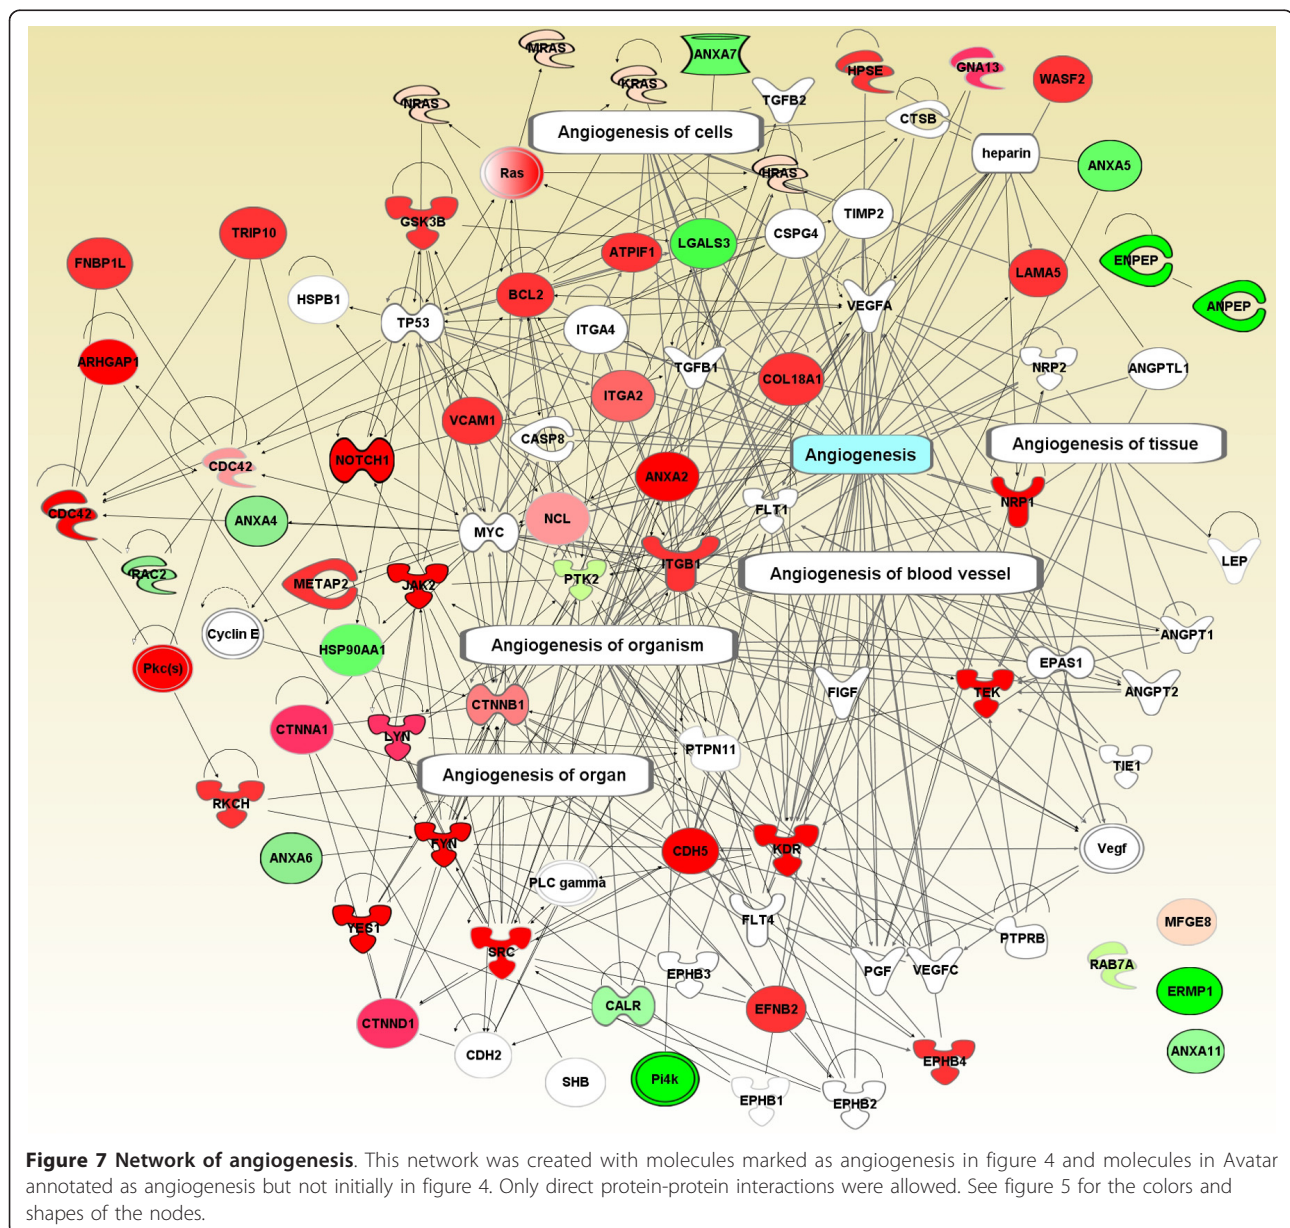 MRAS
ANXA7
KRAS
HPSE
GNA13
WASF2
NRAS
TGFB2
CTSB
Angiogenesis of cells
heparin
Ras
HRAS
ANXA5
GSK3B
TIMP2
TRIP10
CSPG4
LGALS3
ATPIF1
FNBP1L
ENPEP
LAMA5
HSPB1
BCL2
VEGFA
ANPEP
TP53
ITGA4
ARHGAP1
TGFB1
NRP2
ANGPTL1
COL18A1
ITGA2
VCAM1
CASP8
Angiogenesis
Angiogenesis of tissue
NOTCH1
CDC42
ANXA2
CDC42
ANXA4
NCL
FLT1
NRP1
MYC
ITGB1
LEP
RAC2
METAP2
JAK2
PTK2
Angiogenesis of blood vessel
Cyclin E
Angiogenesis of organism
ANGPT1
HSP90AA1
Pkc(s)
EPAS1
FIGF
TEK
ANGPT2
CTNNB1
CTNNA1
LYN
PTPN11
TIE1
Angiogenesis of organ
RKCH
FYN
CDH5
KDR
Vegf
ANXA6
PLC gamma
FLT4
MFGE8
YES1
SRC
PTPRB
EPHB3
PGF
VEGFC
RAB7A
ERMP1
CALR
EFNB2
CTNND1
CDH2
ANXA11
EPHB4
SHB
Pi4k
EPHB1
EPHB2
Figure 7 Network of angiogenesis. This network was created with molecules marked as angiogenesis in figure 4 and molecules in Avatar
annotated as angiogenesis but not initially in figure 4. Only direct protein-protein interactions were allowed. See figure 5 for the colors and
shapes of the nodes.